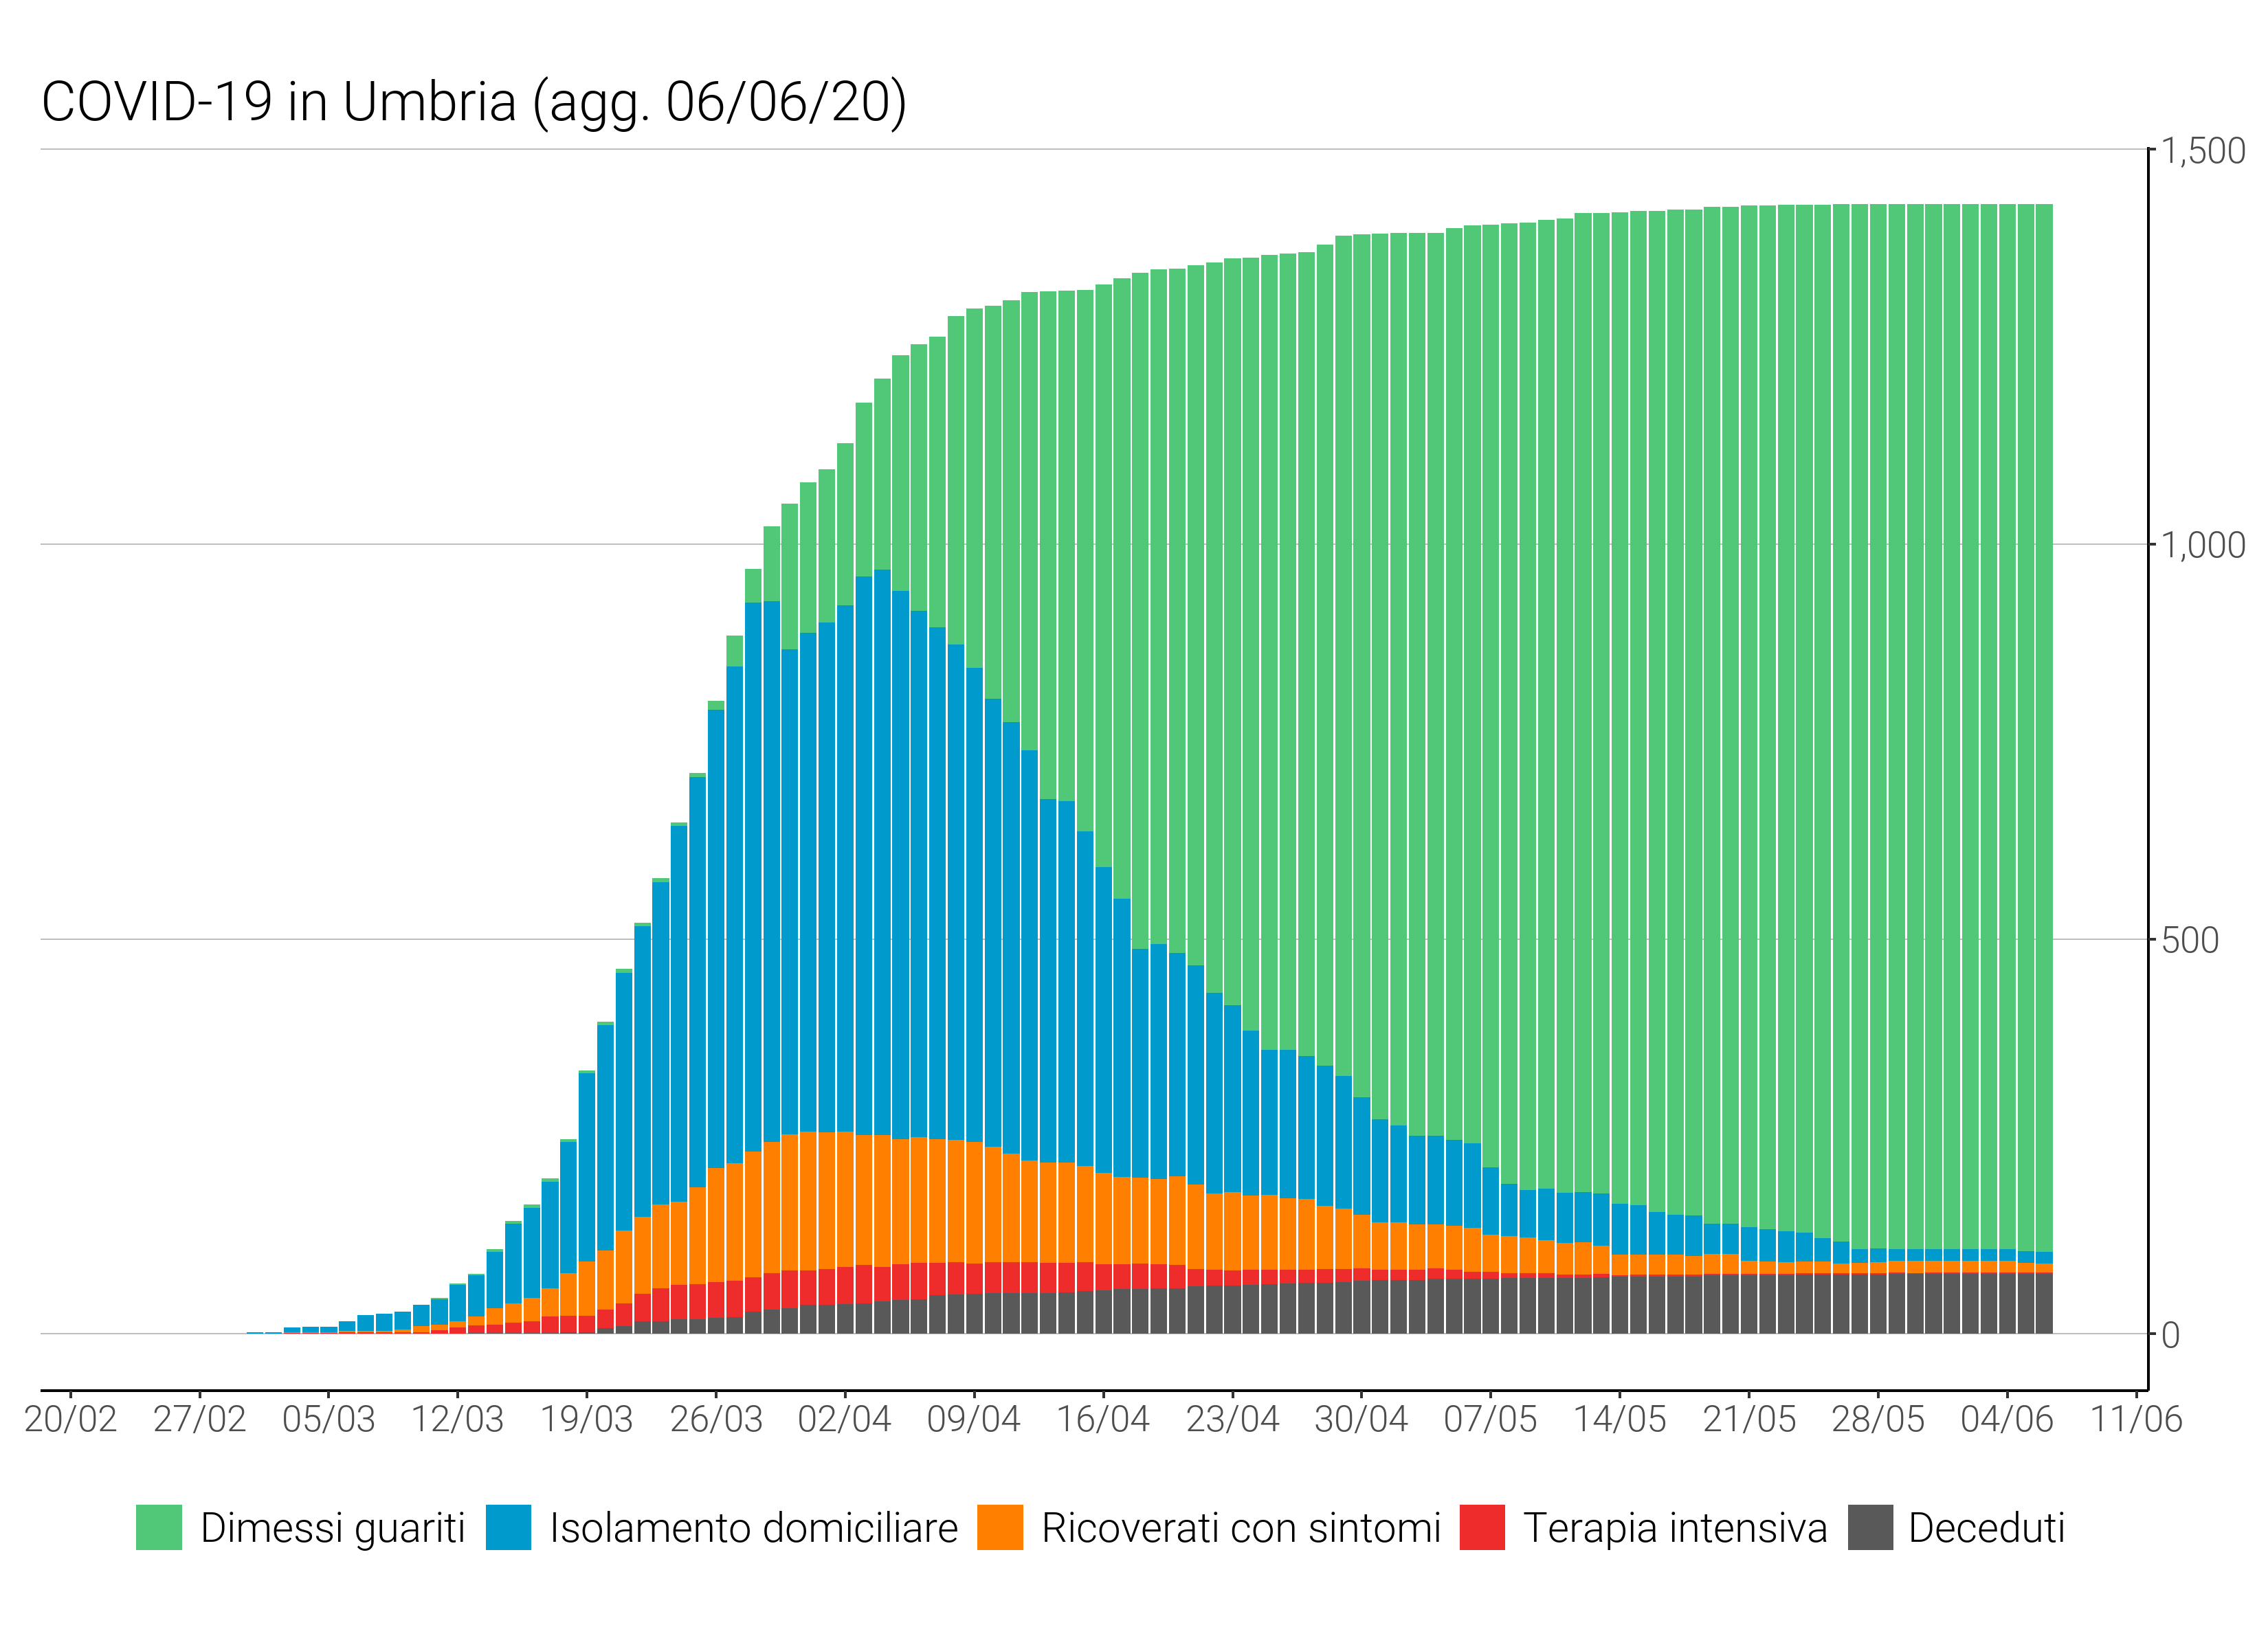 COVID-19 in Umbria (agg. 06/06/20)
1,500
1,000
500
0
20/02 27/02 05/03 12/03 19/03 26/03 02/04 09/04 16/04 23/04 30/04 07/05 14/05 21/05 28/05 04/06 11/06
Dimessi guariti Isolamento domiciliare Ricoverati con sintomi Terapia intensiva Deceduti